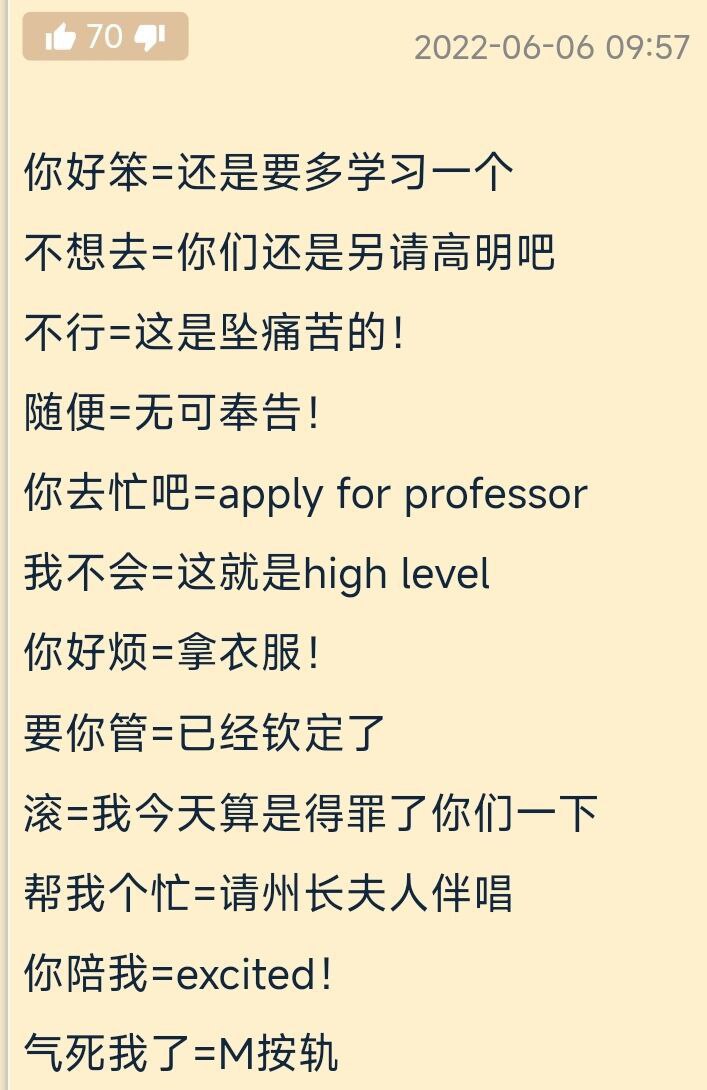 70
2022-06-06 09:57
你好笨=还是要多学习一个
不想去=你们还是另请高明吧
不行=这是坠痛苦的！
随便=无可奉告！
你去忙吧=apply for professor
我不会=这就是high level
你好烦=拿衣服！
要你管=已经钦定了
滚=我今天算是得罪了你们一下
帮我个忙=请州长夫人伴唱
你陪我=excited！
气死我了=M按轨